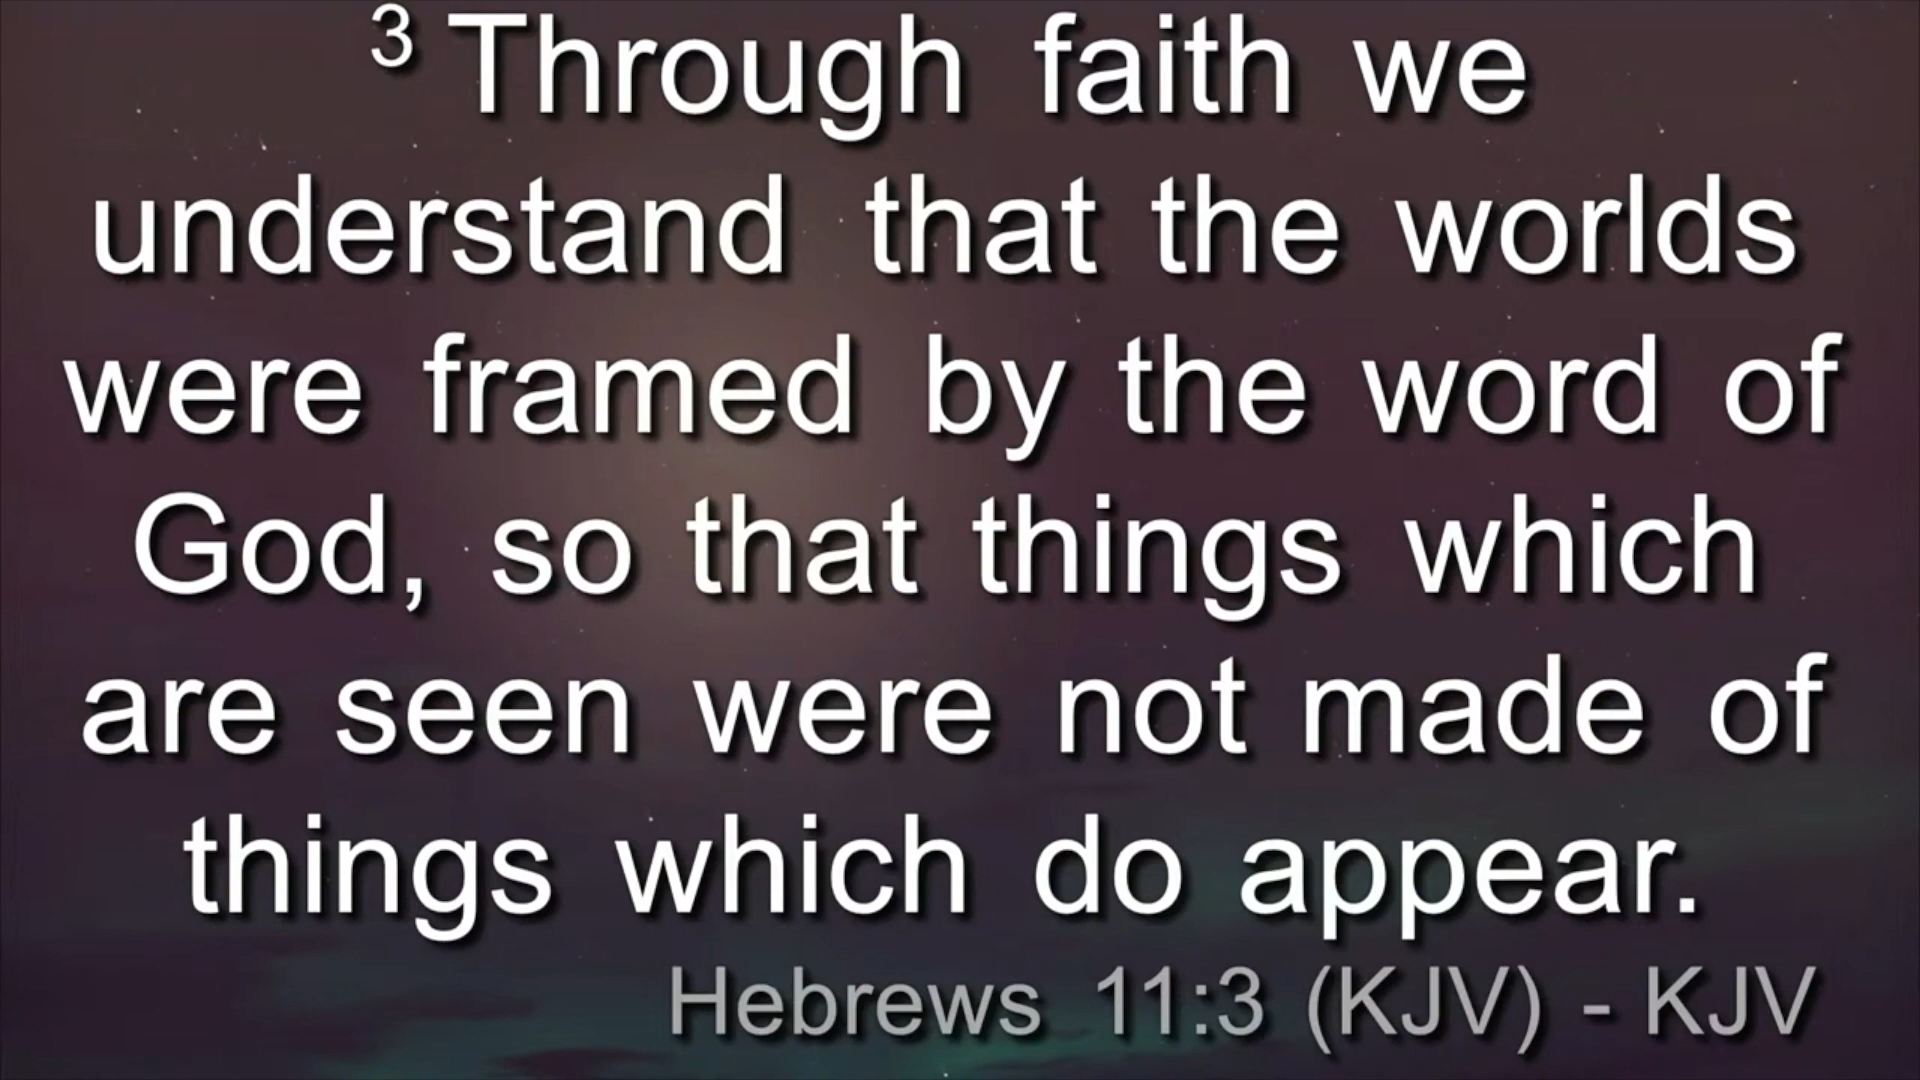 3 Through faith we
understand that the worlds
were framed by the word of
God, so that things which
are seen were not made of
things which do appear.
Hebrews 11:3 (KJV) - KJV